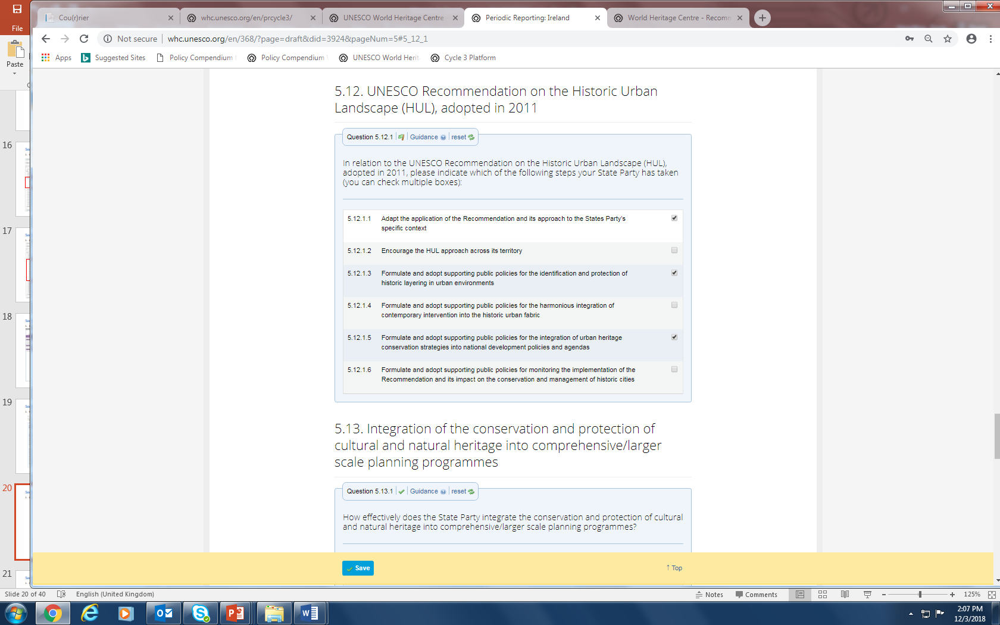 File
Paste
Cou(r)rier
whc.unesco.org/en/prcycle3/
UNESCO World Heritage Centre
Periodic Reporting: Ireland
World Heritage Centre - Recomm
Not secure
whc.unesco.org/en/368/?page=draft&did=3924&pageNum=5#5_12_1
Apps
Suggested Sites
Policy Compendium
Policy Compendium
UNESCO World Herit
Cycle 3 Platform
16
17
18
19
20
21
5.12. UNESCO Recommendation on the Historic Urban
Landscape (HUL), adopted in 2011
Question 5.12.1 Guidance reset
In relation to the UNESCO Recommendation on the Historic Urban Landscape (HUL),
adopted in 2011, please indicate which of the following steps your State Party has taken
(you can check multiple boxes):
5.12.1.1 Adapt the application of the Recommendation and its approach to the States Party's
specific context
5.12.1.2 Encourage the HUL approach across its territory
5.12.1.3 Formulate and adopt supporting public policies for the identification and protection of
historic layering in urban environments
5.12.1.4 Formulate and adopt supporting public policies for the harmonious integration of
contemporary intervention into the historic urban fabric
5.12.1.5 Formulate and adopt supporting public policies for the integration of urban heritage
conservation strategies into national development policies and agendas
5.12.1.6 Formulate and adopt supporting public policies for monitoring the implementation of the
Recommendation and its impact on the conservation and management of historic cities
5.13. Integration of the conservation and protection of
cultural and natural heritage into comprehensive/larger
scale planning programmes
Question 5.13.1 Guidance reset
How effectively does the State Party integrate the conservation and protection of cultural
and natural heritage into comprehensive/larger scale planning programmes?
Save
↑ Top
Slide 20 of 40
English (United Kingdom)
Notes
Comments
125%
2:07 PM
12/3/2018